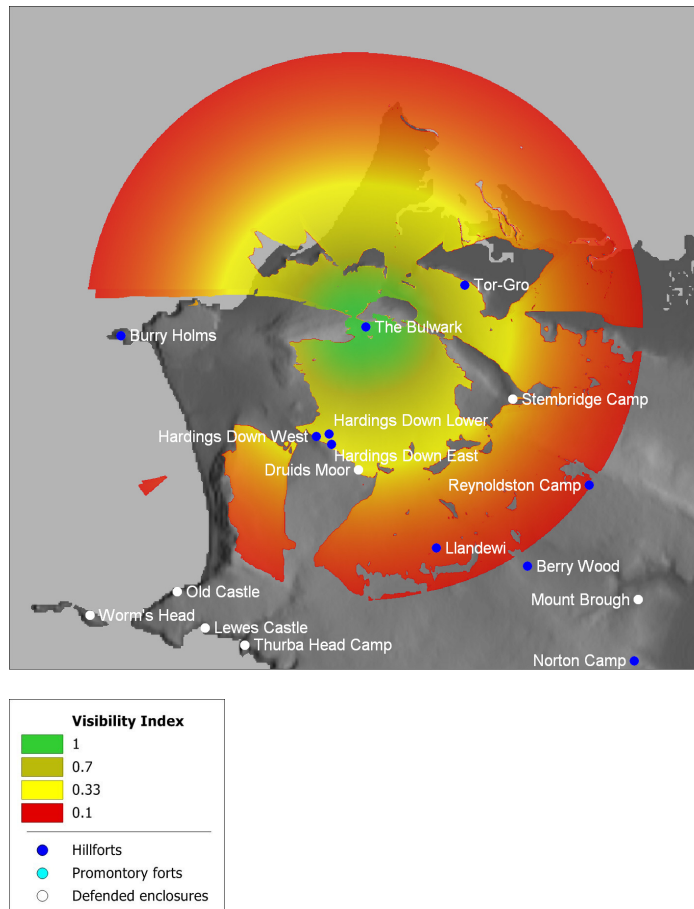 Tor-Gro
The Bulwark
Burry Holms
Stembridge Camp
Hardings Down Lower
Hardings Down West
Hardings Down East
Druids Moor
Reynoldston Camp
Llandewi
Berry Wood
Old Castle
Mount Brough
Worm's Head
Lewes Castle
Thurba Head Camp
Norton Camp
Visibility Index
1
0.7
0.33
0.1
Hillforts
Promontory forts
Defended enclosures